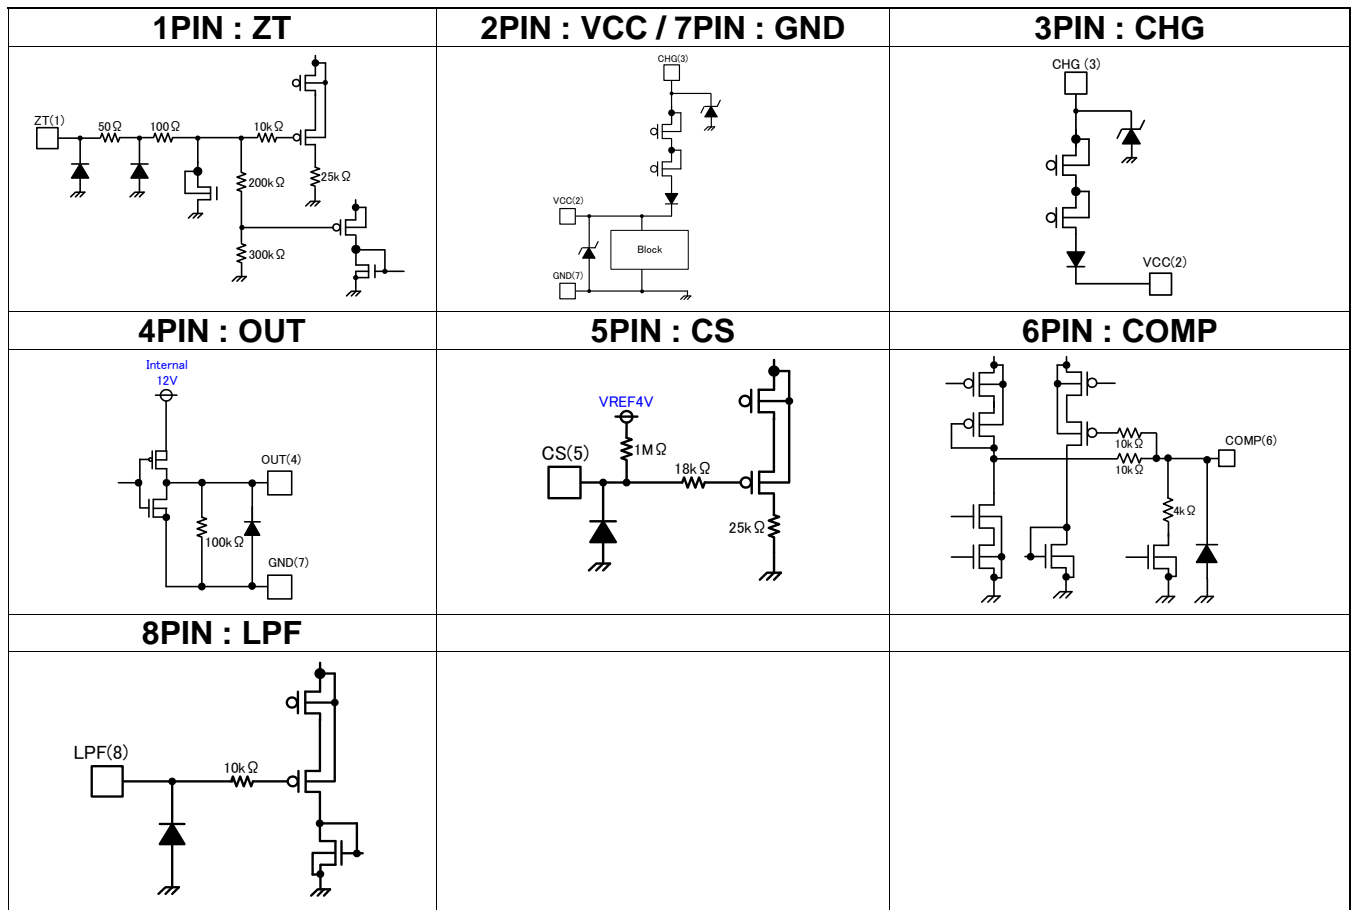 1PIN : ZT
2PIN : VCC / 7PIN : GND
3PIN : CHG
ZT(1)
50Ω
100Ω
10kΩ
25kΩ
200kΩ
300kΩ
CHG(3)
VCC(2)
Block
GND(7)
CHG (3)
VCC(2)
4PIN : OUT
5PIN : CS
6PIN : COMP
Internal
12V
OUT(4)
100kΩ
GND(7)
VREF4V
1MΩ
CS(5)
18kΩ
25kΩ
10kΩ
COMP(6)
10kΩ
4kΩ
8PIN : LPF
LPF(8)
10kΩ